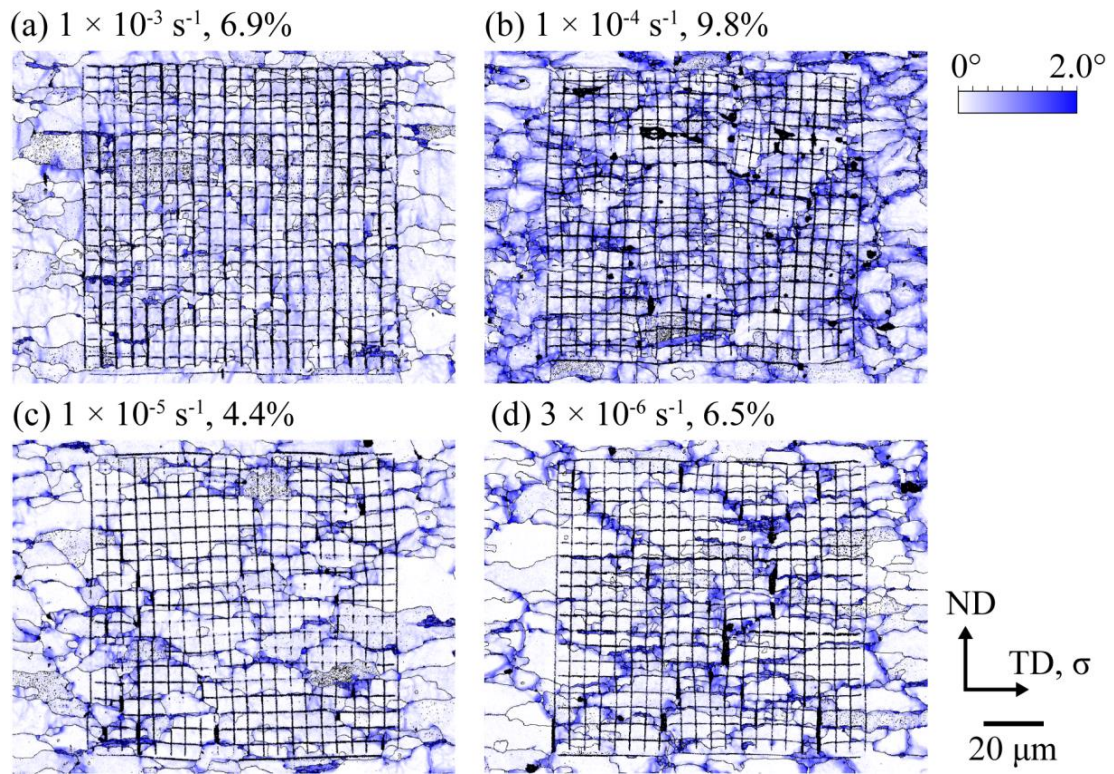 (a) 1 × 10⁻³ s⁻¹, 6.9%
(b) 1 × 10⁻⁴ s⁻¹, 9.8%
0° 2.0°
(c) 1 × 10⁻⁵ s⁻¹, 4.4%
(d) 3 × 10⁻⁶ s⁻¹, 6.5%
ND
TD, σ
20 μm